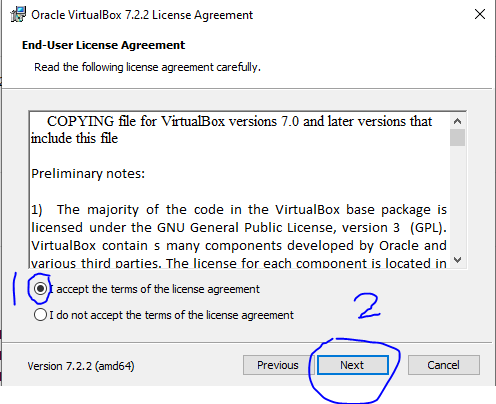 Oracle VirtualBox 7.2.2 License Agreement
End-User License Agreement
Read the following license agreement carefully.
COPYING file for VirtualBox versions 7.0 and later versions that
include this file
Preliminary notes:
1) The majority of the code in the VirtualBox base package is
licensed under the GNU General Public License, version 3 (GPL).
VirtualBox contain s many components developed by Oracle and
various third parties. The license for each component is located in
1
I accept the terms of the license agreement
I do not accept the terms of the license agreement
2
Version 7.2.2 (amd64)
Previous
Next
Cancel